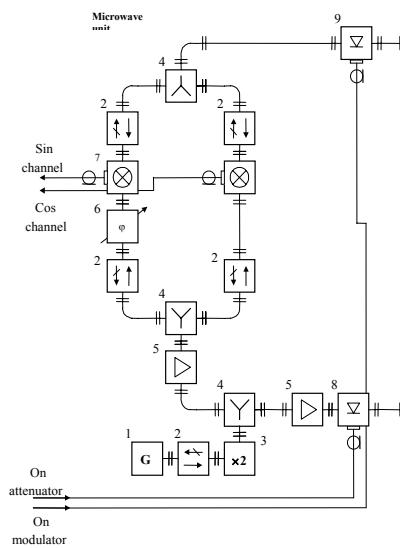 Microwave
unit
9
4
2
2
Sin
channel
7
Cos
channel
6
φ
2
2
4
5
4
5
8
1
2
3
G
×2
On
attenuator
On
modulator